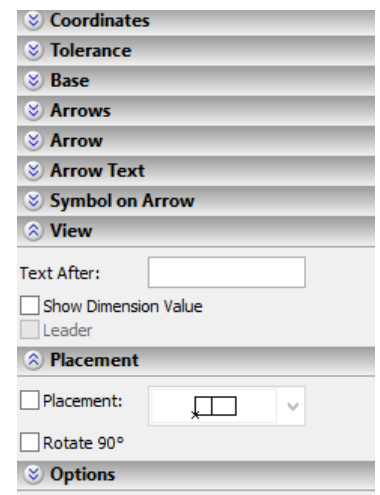 Coordinates
Tolerance
Base
Arrows
Arrow
Arrow Text
Symbol on Arrow
View
Text After:
Show Dimension Value
Leader
Placement
Placement:
Rotate 90°
Options